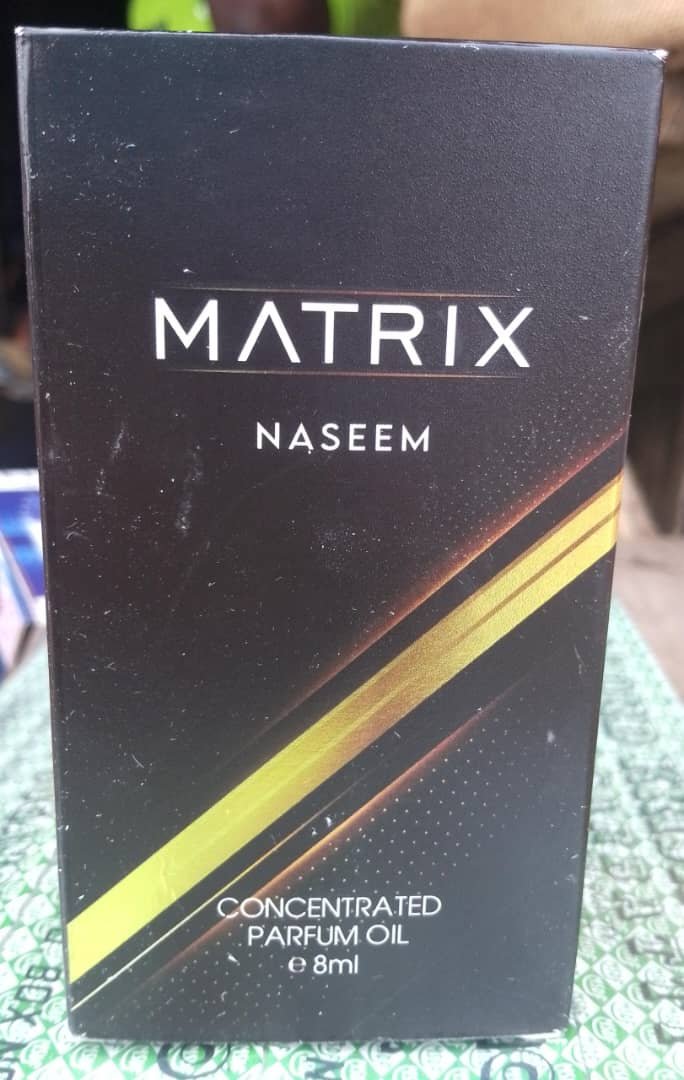 MATRIX
NASEEM
CONCENTRATED
PARFUM OIL
e 8ml